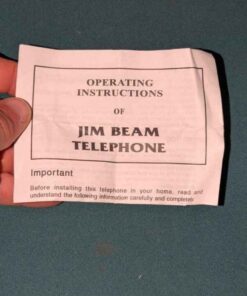 OPERATING
INSTRUCTIONS
OF
JIM BEAM
TELEPHONE
Important
Before installing this telephone in your home, read and
understand the following information carefully and completely